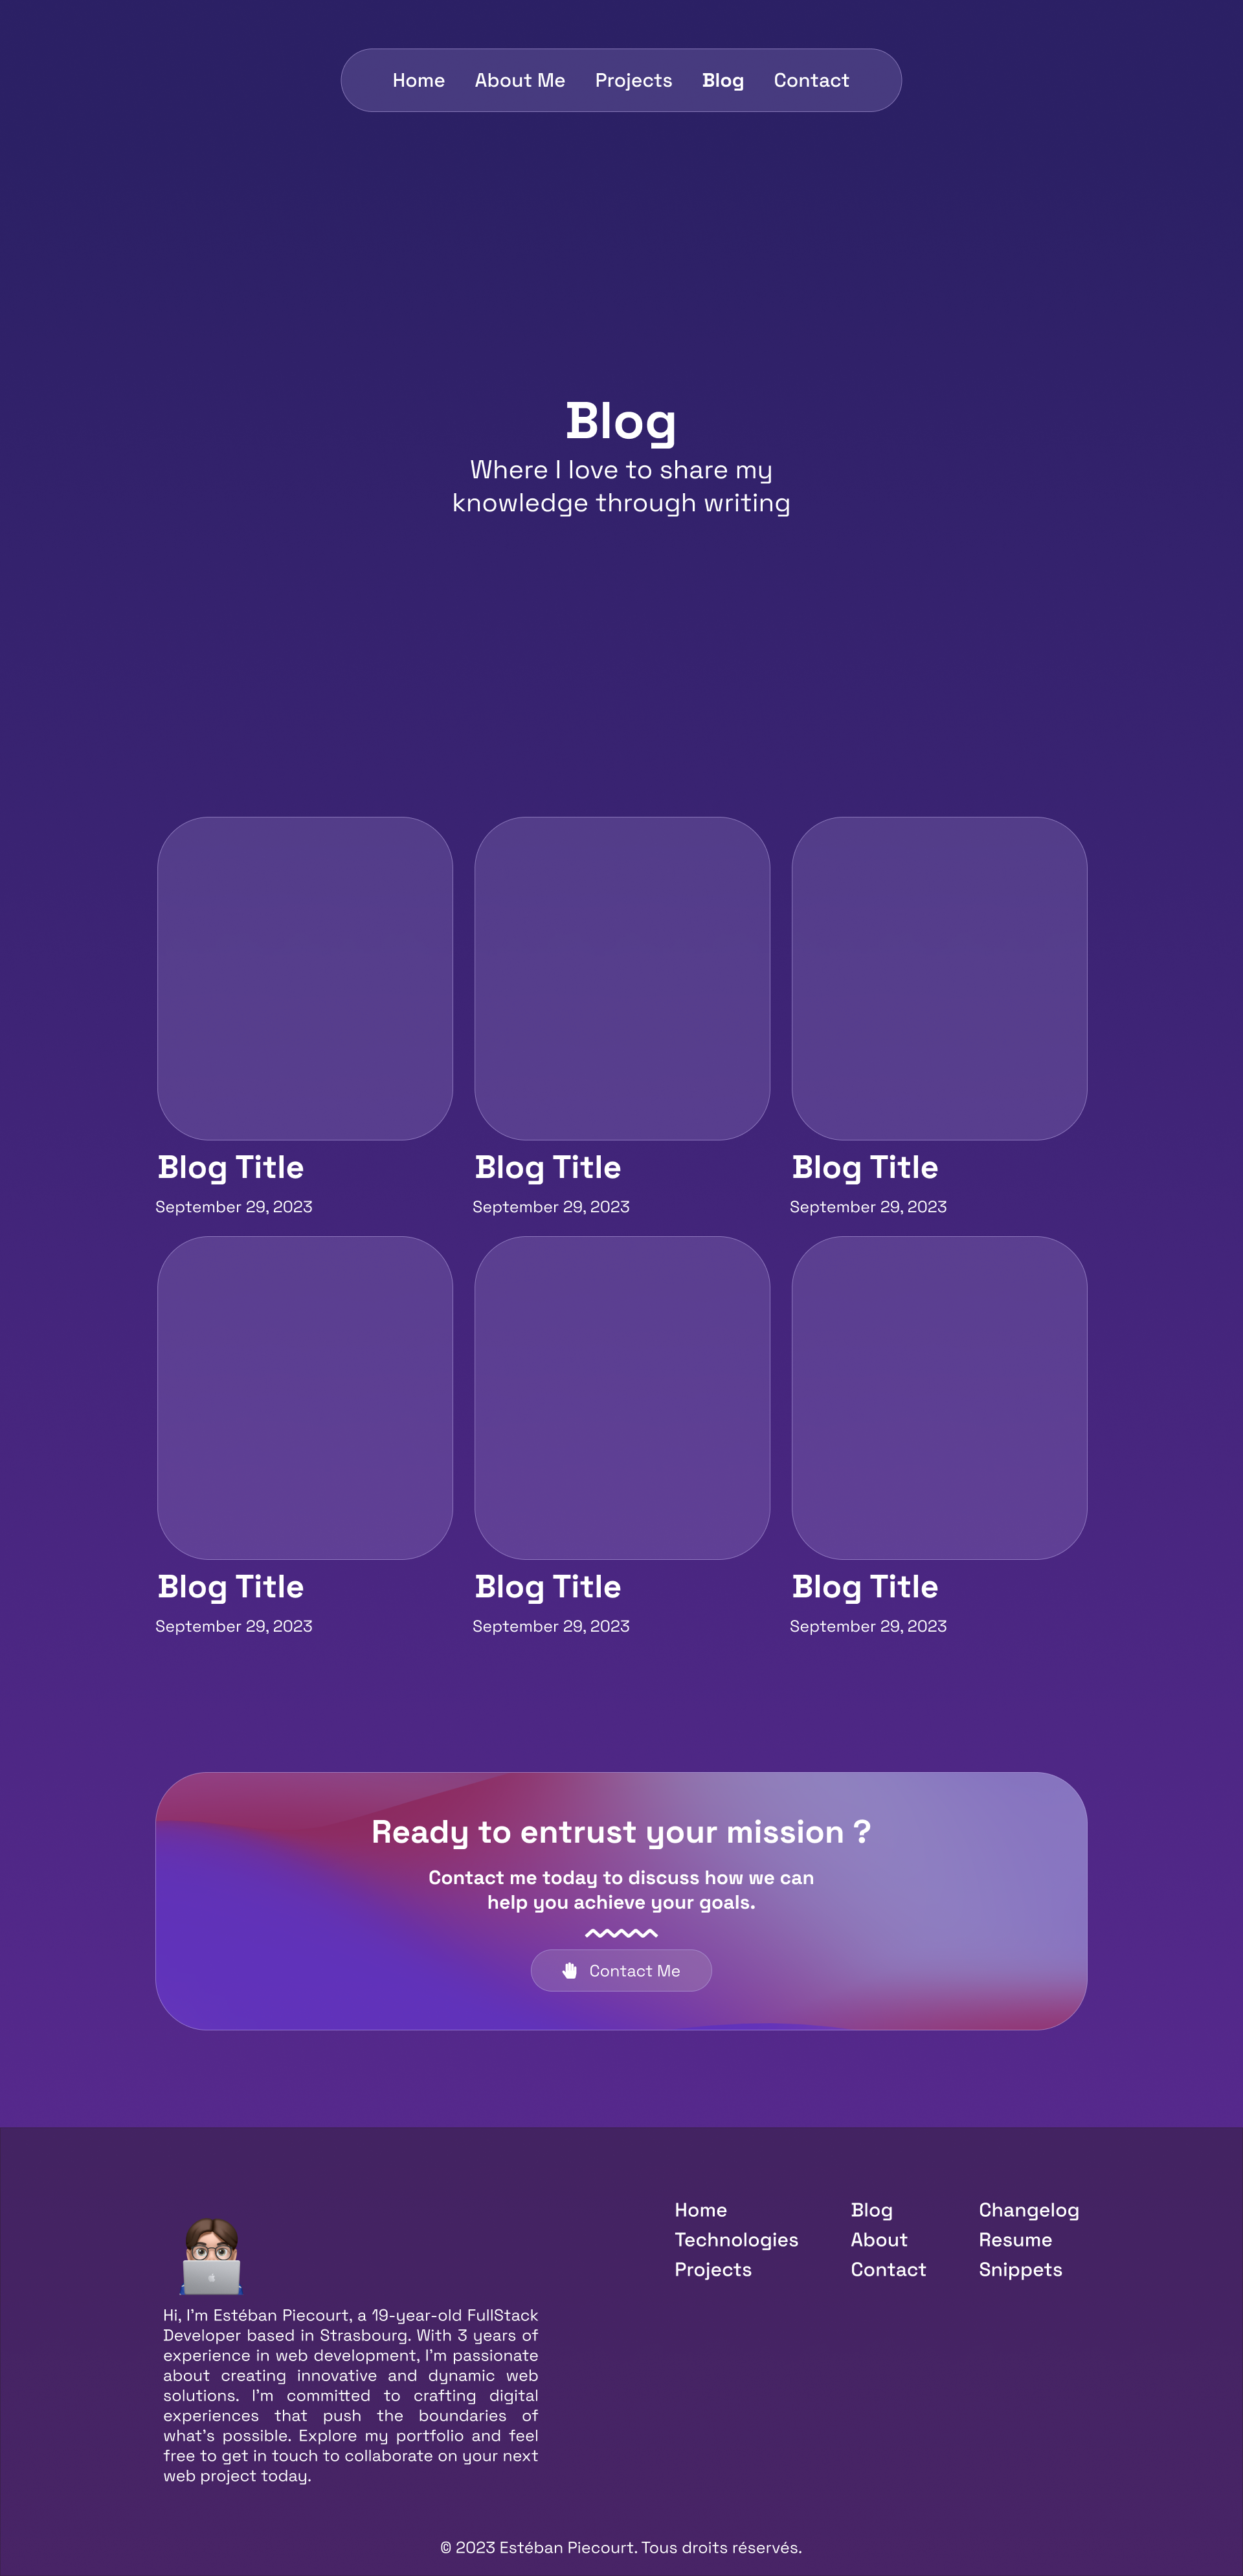 Home About Me Projects Blog Contact
Blog
Where I love to share my
knowledge through writing
Blog Title Blog Title Blog Title
September 29, 2023 September 29, 2023 September 29, 2023
Blog Title Blog Title Blog Title
September 29, 2023 September 29, 2023 September 29, 2023
Ready to entrust your mission ?
Contact me today to discuss how we can
help you achieve your goals.
Contact Me
Home Blog Changelog
Technologies About Resume
Projects Contact Snippets
Hi, I'm Estéban Piecourt, a 19-year-old FullStack
Developer based in Strasbourg. With 3 years of
experience in web development, I'm passionate
about creating innovative and dynamic web
solutions. I'm committed to crafting digital
experiences that push the boundaries of
what's possible. Explore my portfolio and feel
free to get in touch to collaborate on your next
web project today.
© 2023 Estéban Piecourt. Tous droits réservés.